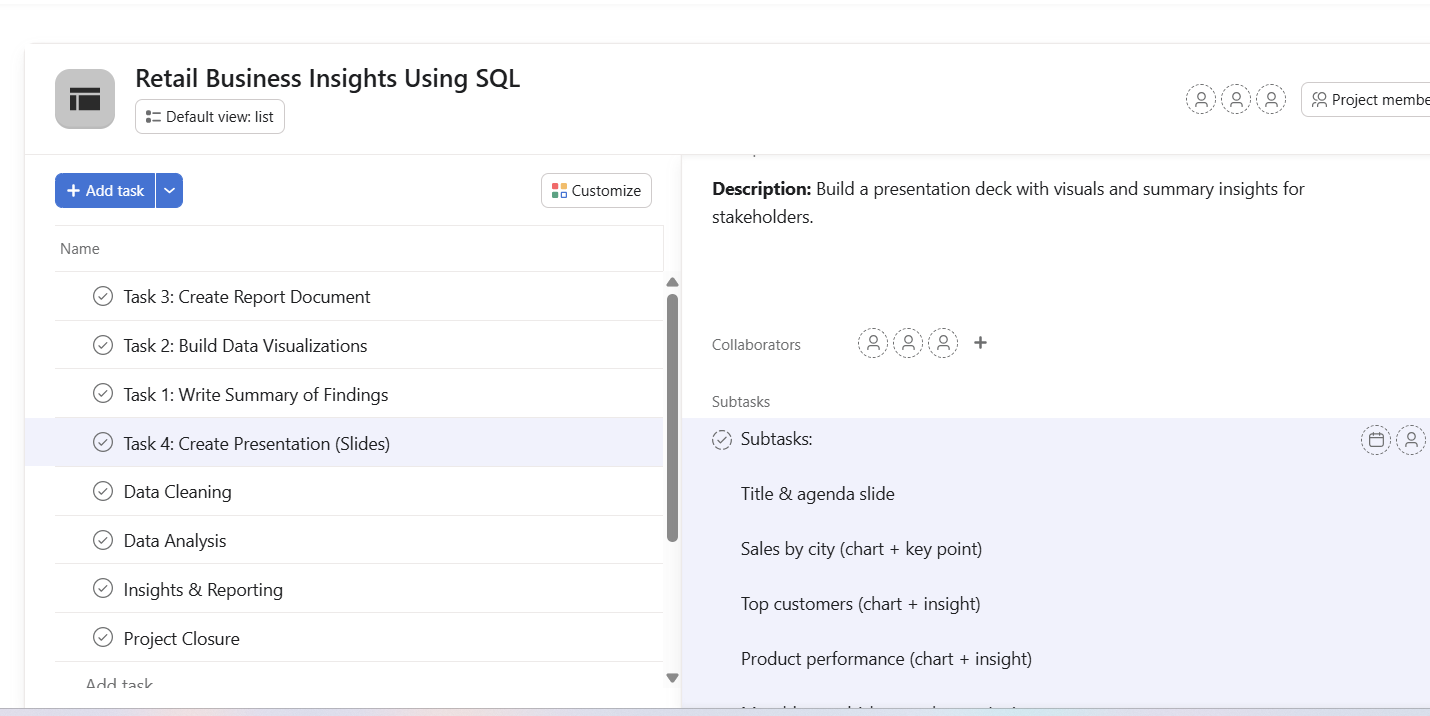 Retail Business Insights Using SQL
Default view: list
Project membe
Add task
Customize
Name
Task 3: Create Report Document
Task 2: Build Data Visualizations
Task 1: Write Summary of Findings
Task 4: Create Presentation (Slides)
Data Cleaning
Data Analysis
Insights & Reporting
Project Closure
Add task
Description: Build a presentation deck with visuals and summary insights for
stakeholders.
Collaborators
Subtasks
Subtasks:
Title & agenda slide
Sales by city (chart + key point)
Top customers (chart + insight)
Product performance (chart + insight)